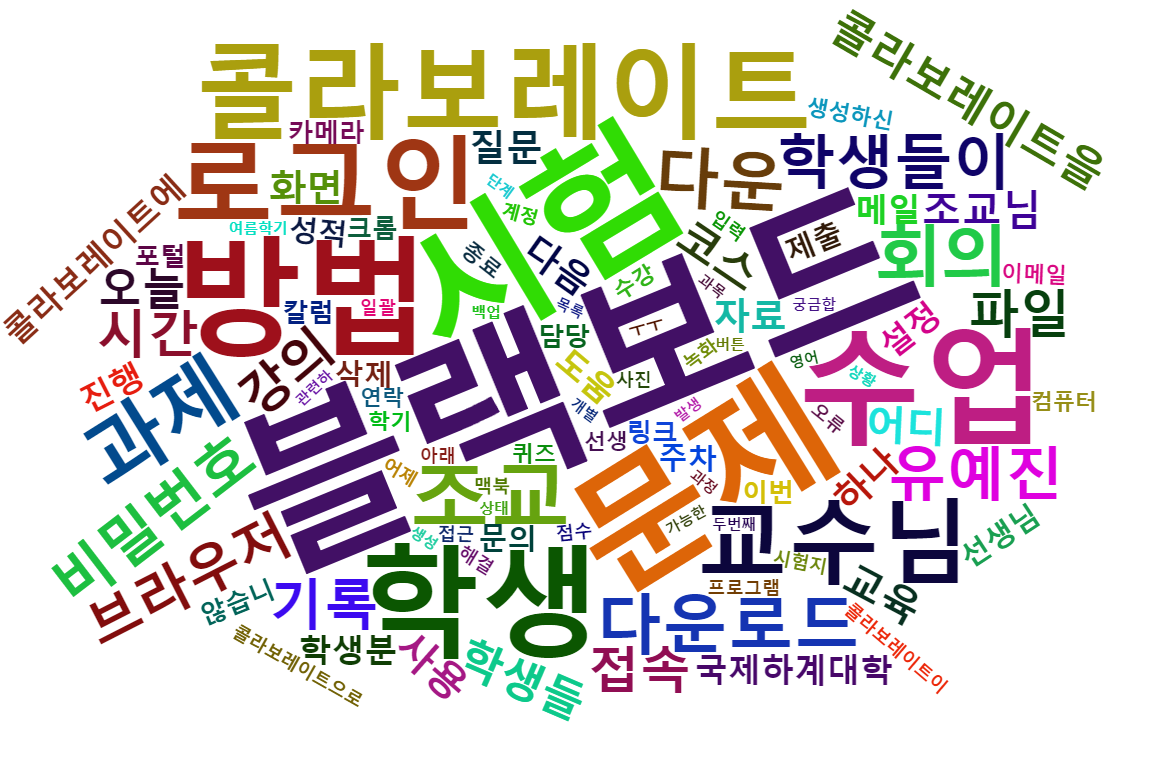 콜라보레이트
콜라보레이트을
생성하신
카메라
질문
시험
로그인
화면
다운
학생들이
단계
계정
메일
조교님
콜라보레이트에
여름학기
성적
크롬
입력
코스
제출
회의
이메일
포털
오늘
방법
종료
다음
수강
과목
블랙보드
시간
칼럼
일괄
백업
목록
ㅜㅜ
담당
자료
궁금합
설정
파일
진행
과제
강의
관련하
삭제
연락
학기
도움
사진
녹화
버튼
영어
상황
수업
컴퓨터
개별
발생
오류
어디
선생
링크
주차
문제
비밀번호
어제
아래
퀴즈
조교
맥북
상태
과정
이번
하나
유예진
브라우저
생성
접근
문의
점수
해결
가능한
두번째
교수님
선생님
않습니
기록
학생
프로그램
시험지
교육
다운로드
콜라보레이트이
콜라보레이트으로
학생분
사용
학생들
접속
국제하계대학